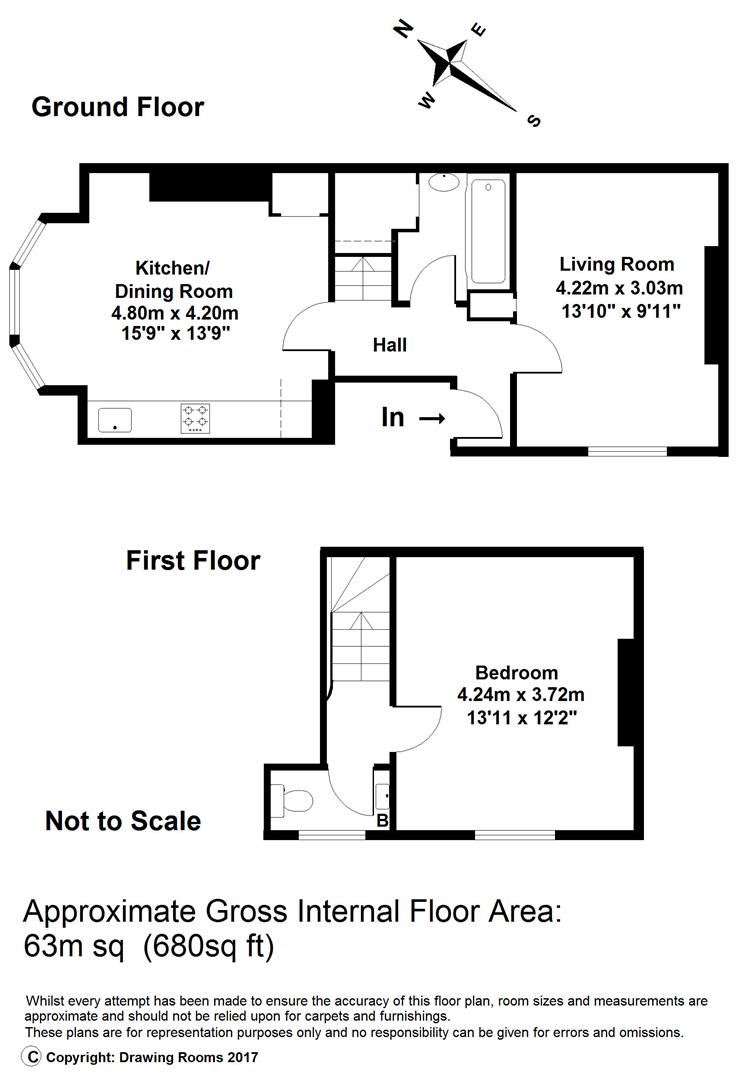 N
E
W
S
Ground Floor
Kitchen/
Dining Room
4.80m x 4.20m
15'9" x 13'9"
Living Room
4.22m x 3.03m
13'10" x 9'11"
Hall
In →
First Floor
Bedroom
4.24m x 3.72m
13'11 x 12'2"
B
Not to Scale
Approximate Gross Internal Floor Area:
63m sq (680sq ft)
Whilst every attempt has been made to ensure the accuracy of this floor plan, room sizes and measurements are
approximate and should not be relied upon for carpets and furnishings.
These plans are for representation purposes only and no responsibility can be given for errors and omissions.
© Copyright: Drawing Rooms 2017